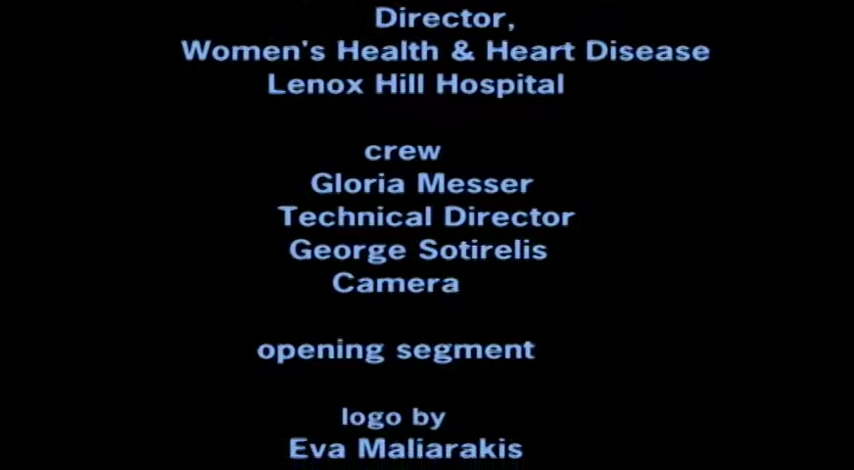 Director,
Women's Health & Heart Disease
Lenox Hill Hospital
crew
Gloria Messer
Technical Director
George Sotirelis
Camera
opening segment
logo by
Eva Maliarakis